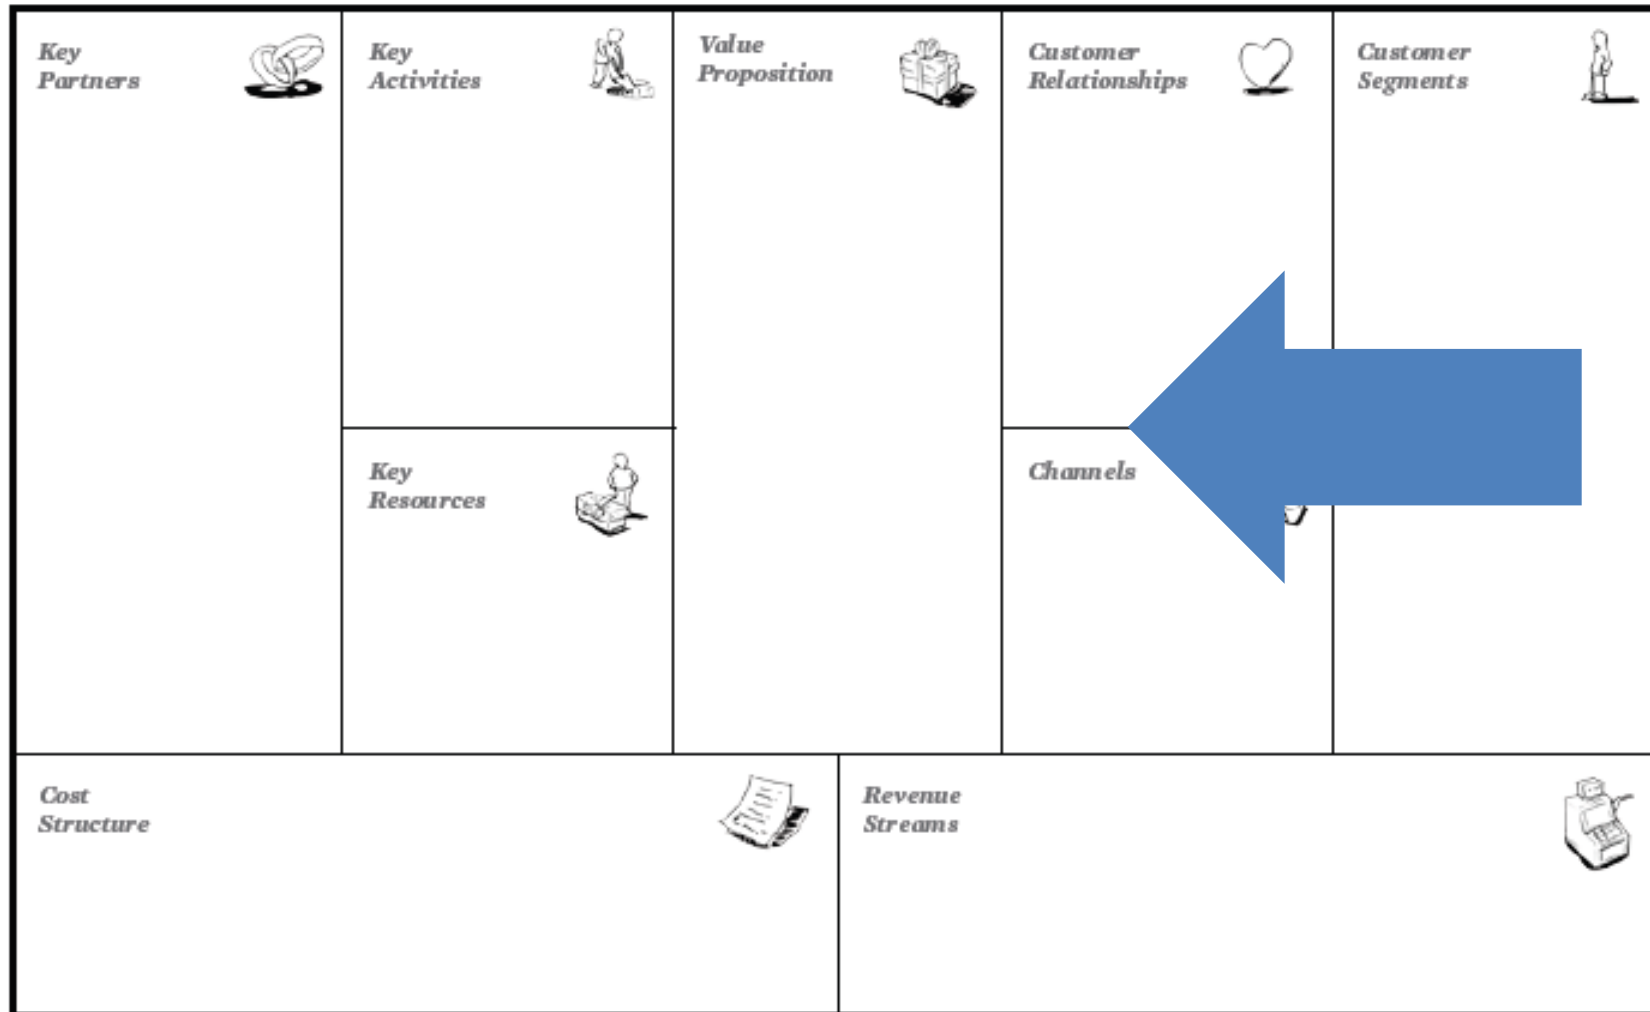 Key
Partners
Key
Activities
Value
Proposition
Customer
Relationships
Customer
Segments
Key
Resources
Channels
Cost
Structure
Revenue
Streams